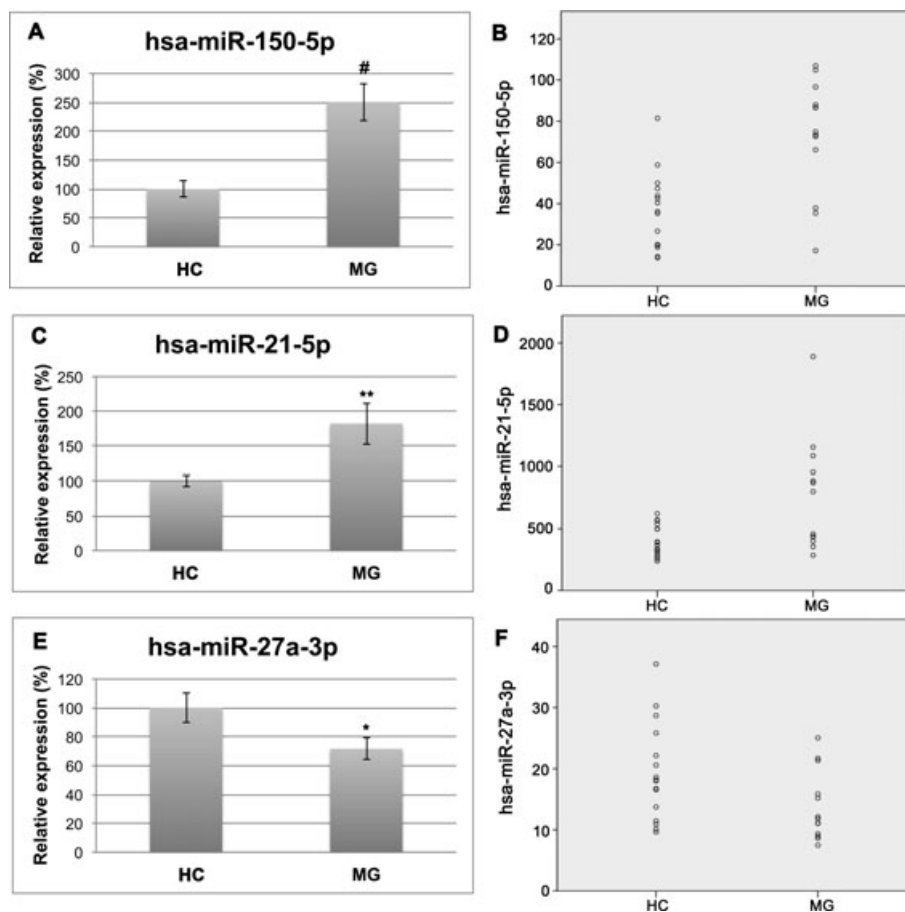 A
hsa-miR-150-5p
Relative expression (%)
300
250
200
150
100
50
0
#
HC
MG
B
hsa-miR-150-5p
120
100
80
60
40
20
0
HC
MG
C
hsa-miR-21-5p
Relative expression (%)
250
200
150
100
50
0
**
HC
MG
D
hsa-miR-21-5p
2000
1500
1000
500
0
HC
MG
E
hsa-miR-27a-3p
Relative expression (%)
120
100
80
60
40
20
0
*
HC
MG
F
hsa-miR-27a-3p
40
30
20
10
0
HC
MG